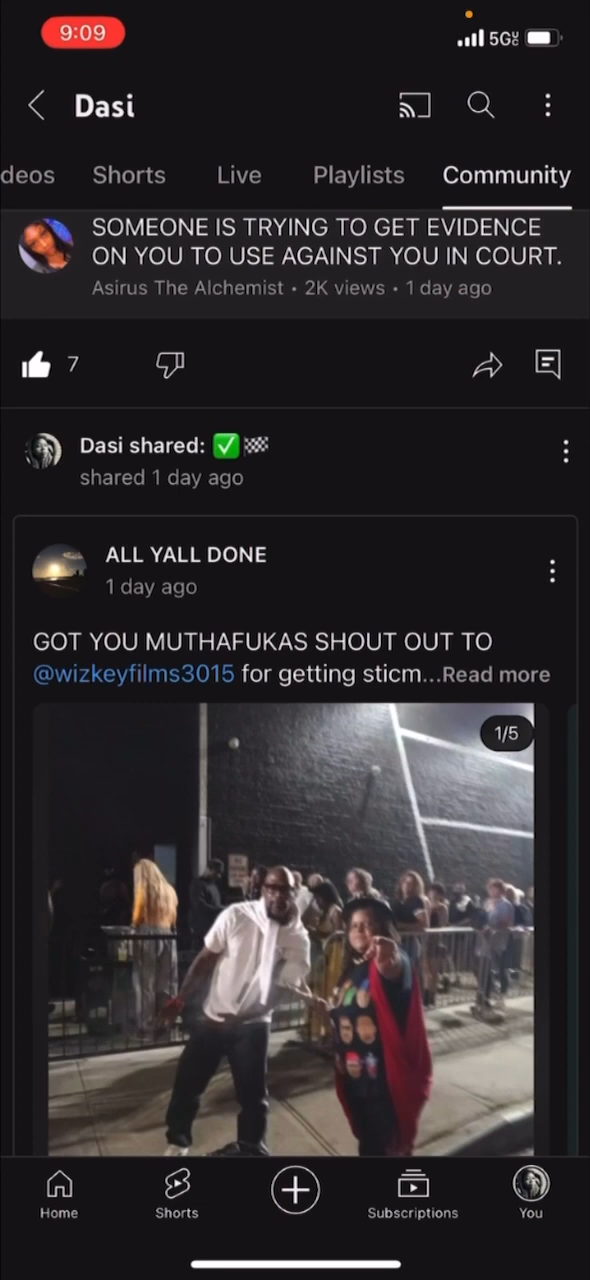 9:09
5G
Dasi
deos Shorts Live Playlists Community
SOMEONE IS TRYING TO GET EVIDENCE
ON YOU TO USE AGAINST YOU IN COURT.
Asirus The Alchemist • 2K views • 1 day ago
7
Dasi shared: ✅🏁
shared 1 day ago
ALL YALL DONE
1 day ago
GOT YOU MUTHAFUKAS SHOUT OUT TO
@wizkeyfilms3015 for getting sticm...Read more
1/5
Home Shorts Subscriptions You